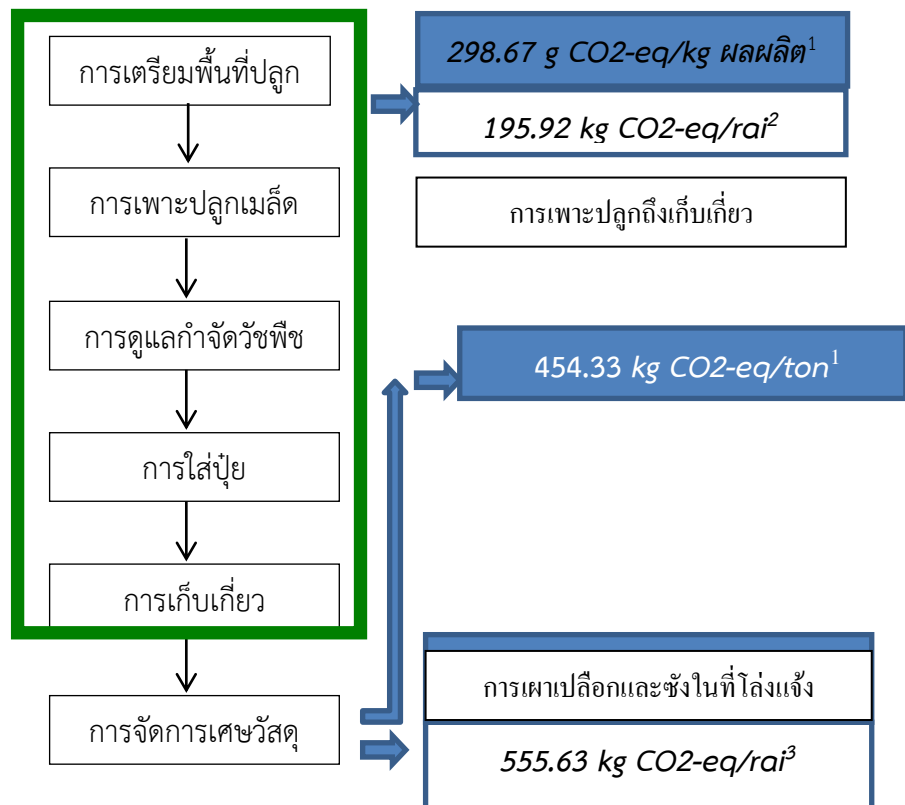 การเตรียมพื้นที่ปลูก
การเพาะปลูกเมล็ด
การดูแลกำจัดวัชพืช
การใส่ปุ๋ย
การเก็บเกี่ยว
การจัดการเศษวัสดุ
298.67 g CO2-eq/kg ผลผลิต¹
195.92 kg CO2-eq/rai²
การเพาะปลูกถึงเก็บเกี่ยว
454.33 kg CO2-eq/ton¹
การเผาเปลือกและซังในที่โล่งแจ้ง
555.63 kg CO2-eq/rai³